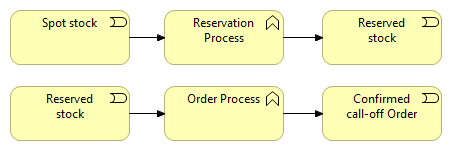 Spot stock
Reservation
Process
Reserved
stock
Reserved
stock
Order Process
Confirmed
call-off Order